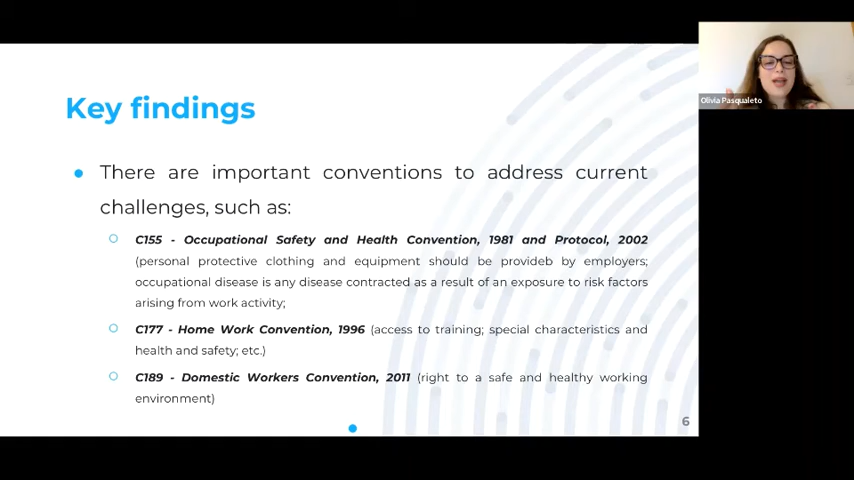 Key findings
There are important conventions to address current
challenges, such as:
C155 - Occupational Safety and Health Convention, 1981 and Protocol, 2002
(personal protective clothing and equipment should be provideb by employers;
occupational disease is any disease contracted as a result of an exposure to risk factors
arising from work activity;
C177 - Home Work Convention, 1996 (access to training; special characteristics and
health and safety; etc.)
C189 - Domestic Workers Convention, 2011 (right to a safe and healthy working
environment)
6
Olivia Pasqualeto